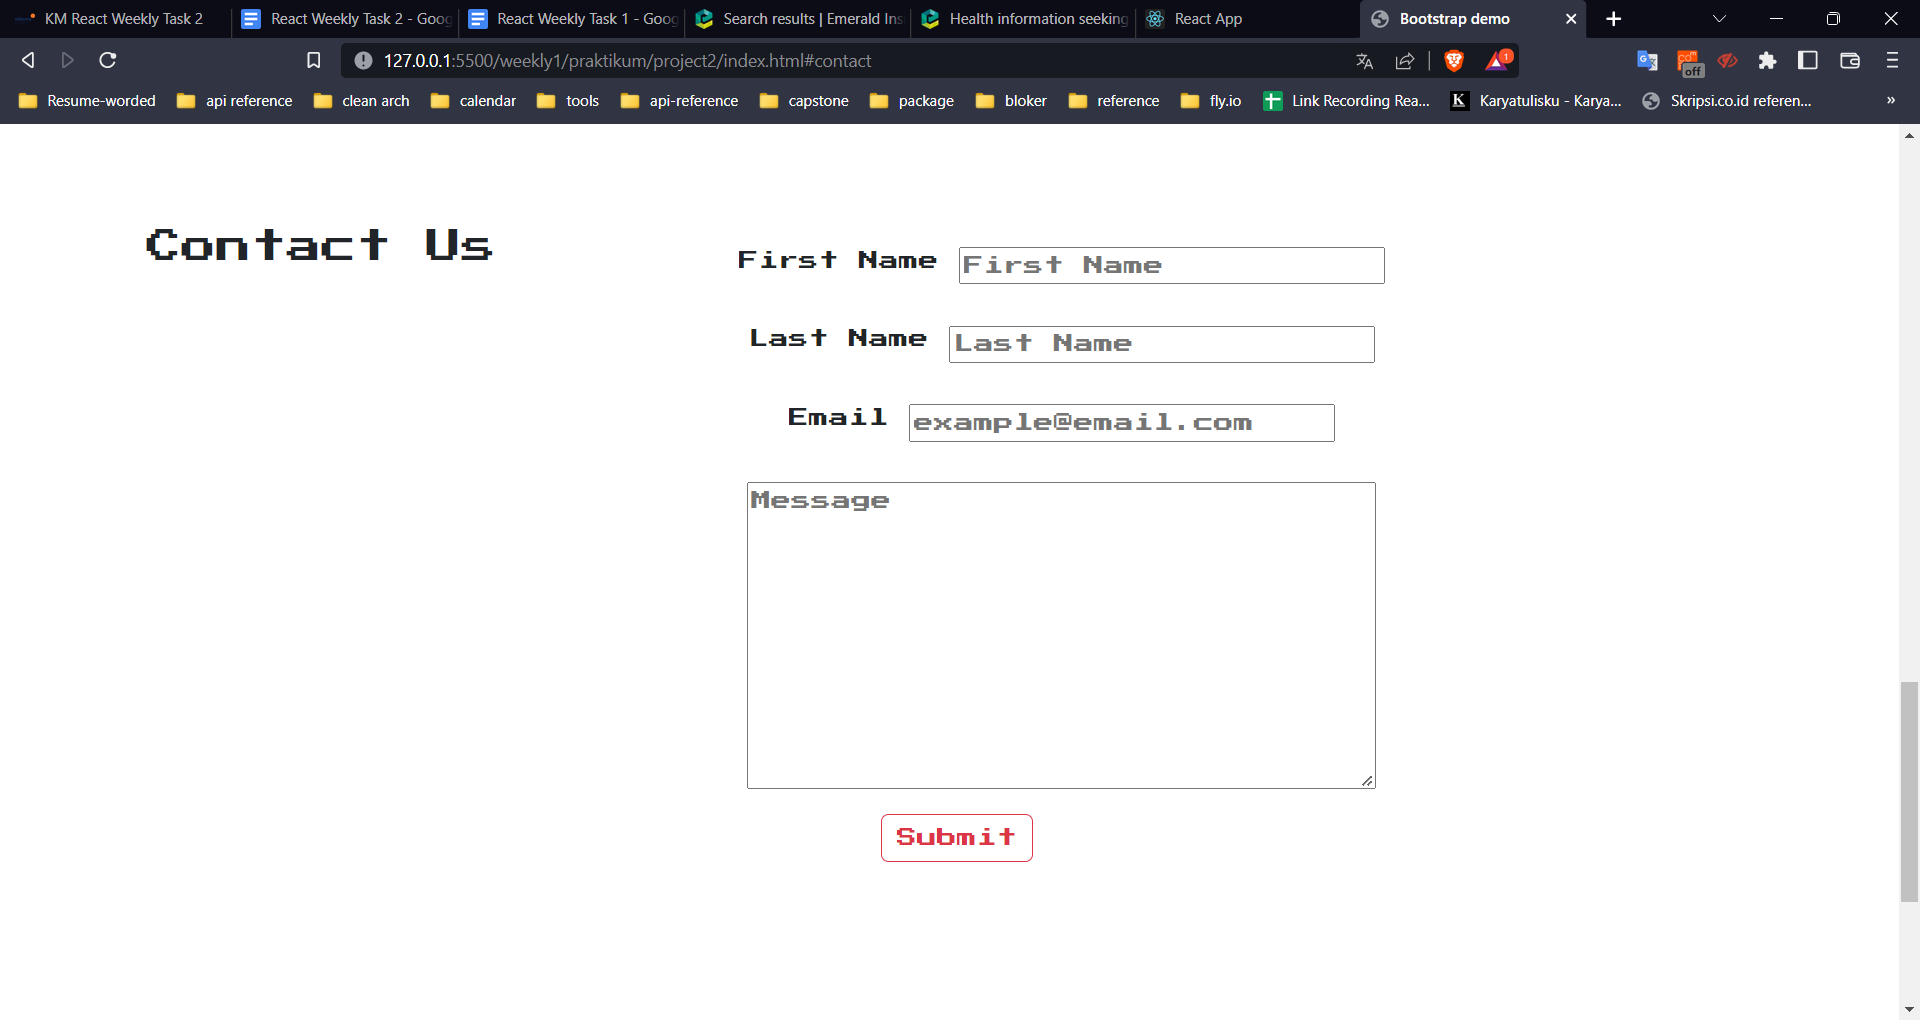 KM React Weekly Task 2
React Weekly Task 2 - Goog
React Weekly Task 1 - Goog
Search results | Emerald Ins
Health information seeking
React App
Bootstrap demo
127.0.0.1:5500/weekly1/praktikum/project2/index.html#contact
1
off
Resume-worded
api reference
clean arch
calendar
tools
api-reference
capstone
package
bloker
reference
fly.io
Link Recording Rea...
K
Karyatulisku - Karya...
Skripsi.co.id referen...
»
Contact Us
First Name
First Name
Last Name
Last Name
Email
example@email.com
Message
Submit